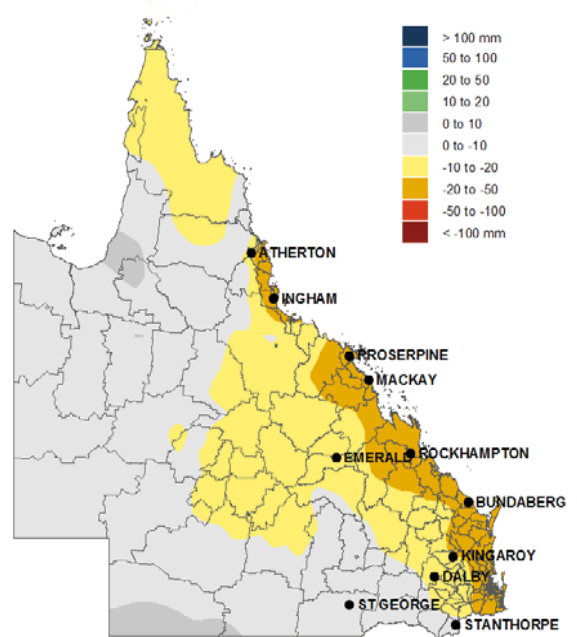 > 100 mm
50 to 100
20 to 50
10 to 20
0 to 10
0 to -10
-10 to -20
-20 to -50
-50 to -100
< -100 mm
ATHERTON
INGHAM
PROSERPINE
MACKAY
ROCKHAMPTON
EMERALD
BUNDABERG
KINGAROY
DALBY
ST GEORGE
STANTHORPE